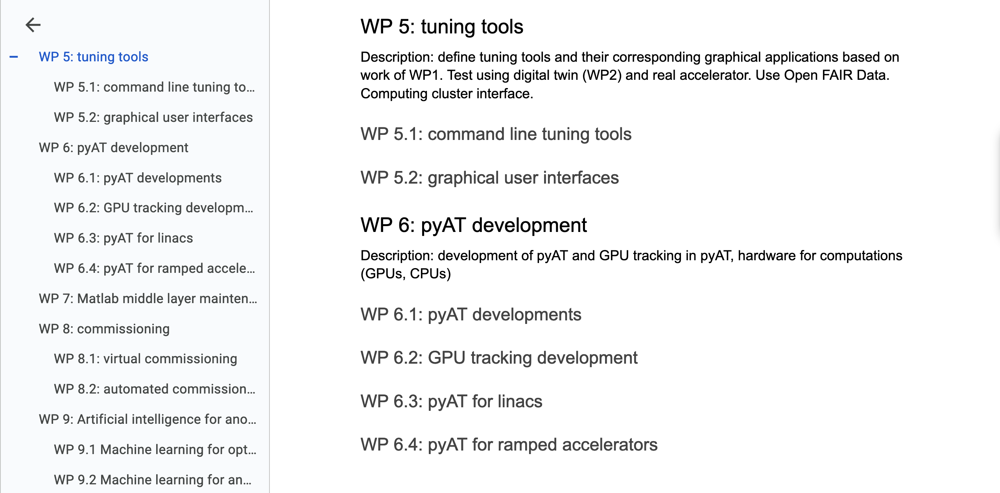 WP 5: tuning tools
WP 5.1: command line tuning to...
WP 5.2: graphical user interfaces
WP 6: pyAT development
WP 6.1: pyAT developments
WP 6.2: GPU tracking developm...
WP 6.3: pyAT for linacs
WP 6.4: pyAT for ramped accele...
WP 7: Matlab middle layer mainten...
WP 8: commissioning
WP 8.1: virtual commissioning
WP 8.2: automated commission...
WP 9: Artificial intelligence for ano...
WP 9.1 Machine learning for opt...
WP 9.2 Machine learning for an...
WP 5: tuning tools
Description: define tuning tools and their corresponding graphical applications based on
work of WP1. Test using digital twin (WP2) and real accelerator. Use Open FAIR Data.
Computing cluster interface.
WP 5.1: command line tuning tools
WP 5.2: graphical user interfaces
WP 6: pyAT development
Description: development of pyAT and GPU tracking in pyAT, hardware for computations
(GPUs, CPUs)
WP 6.1: pyAT developments
WP 6.2: GPU tracking development
WP 6.3: pyAT for linacs
WP 6.4: pyAT for ramped accelerators